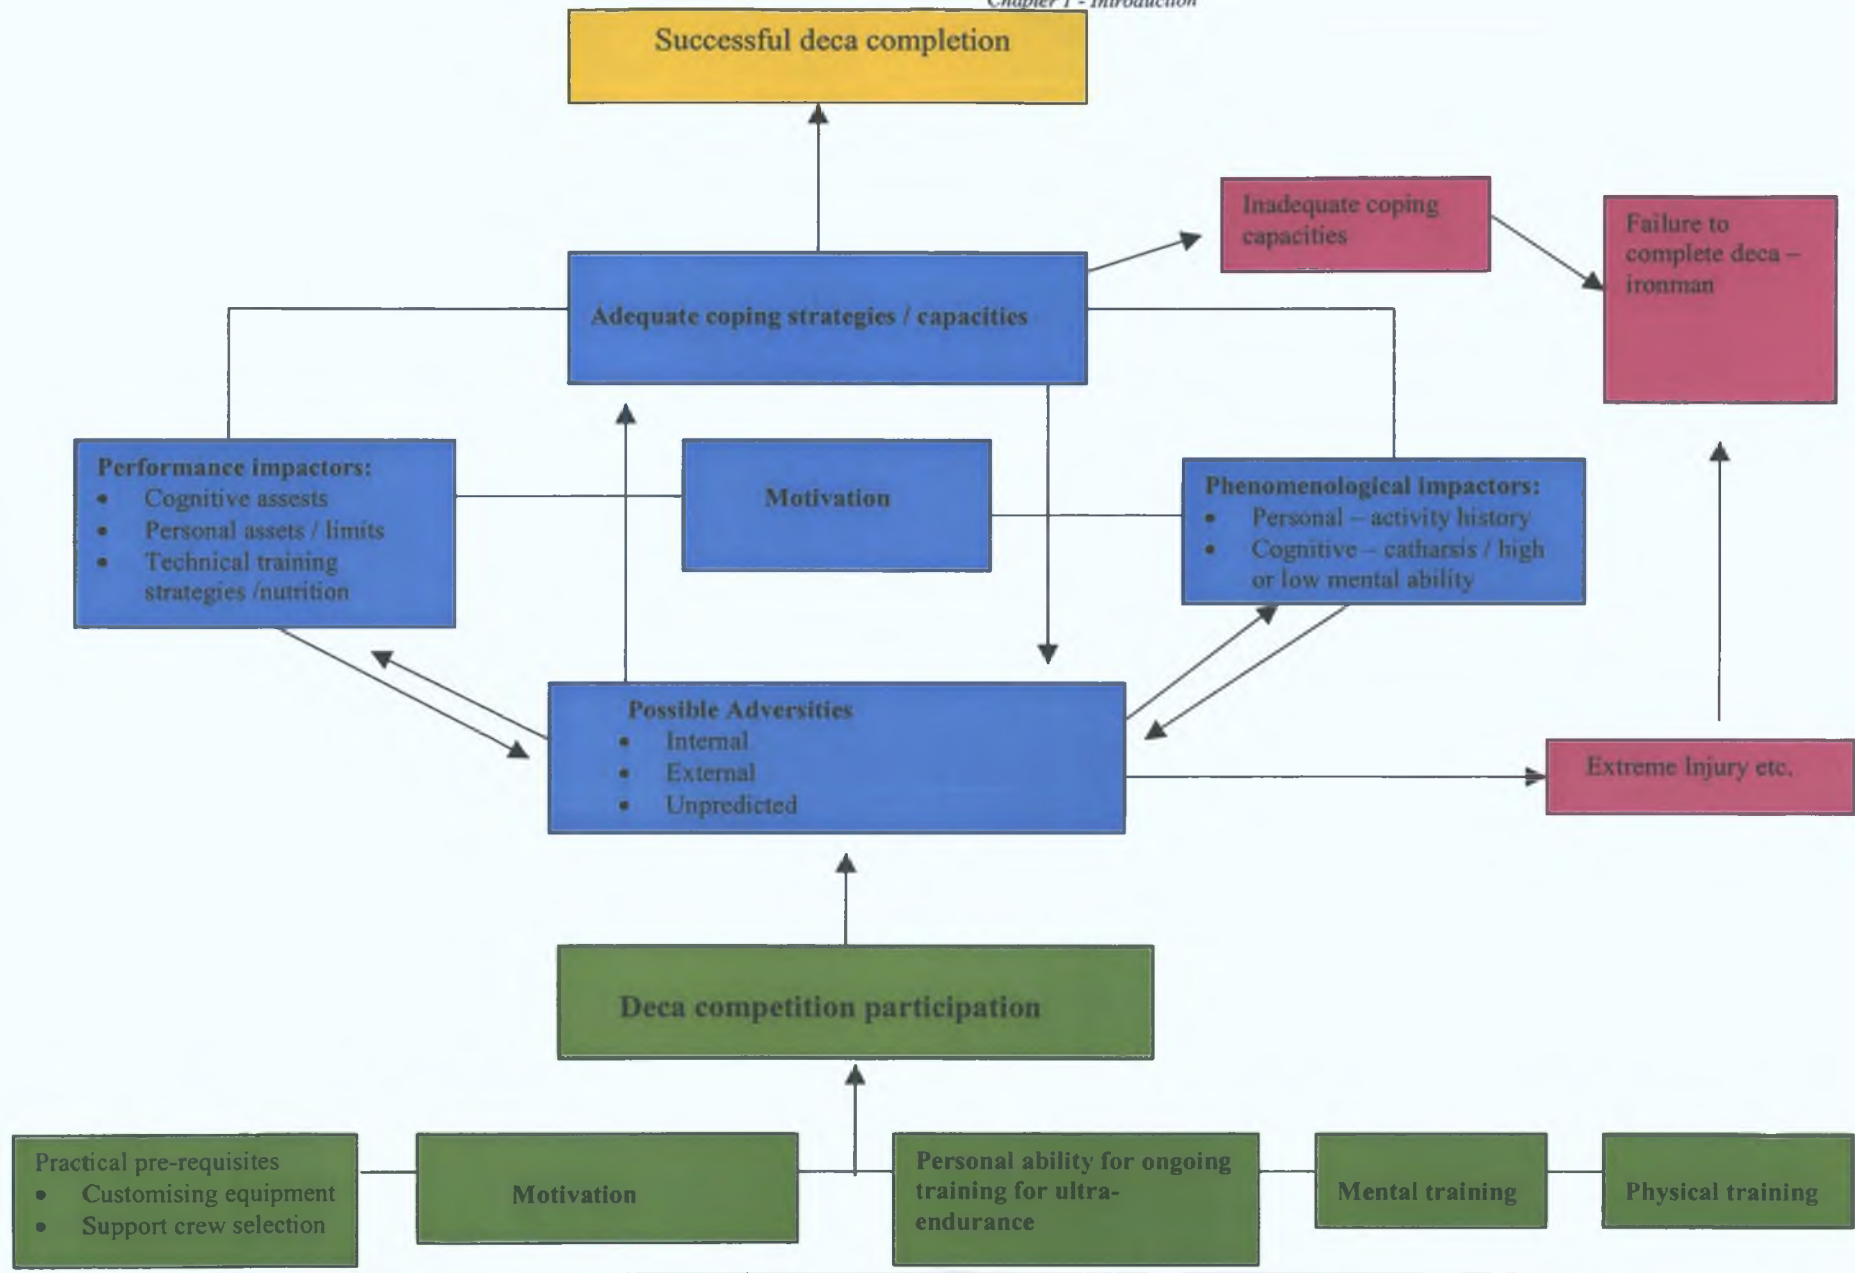 Chapter 1 - Introduction
Successful deca completion
Inadequate coping
capacities
Failure to
complete deca –
ironman
Adequate coping strategies / capacities
Performance impactors:
• Cognitive assests
• Personal assets / limits
• Technical training
strategies /nutrition
Motivation
Phenomenological impactors:
• Personal – activity history
• Cognitive – catharsis / high
or low mental ability
Possible Adversities
• Internal
• External
• Unpredicted
Extreme Injury etc.
Deca competition participation
Practical pre-requisites
• Customising equipment
• Support crew selection
Motivation
Personal ability for ongoing
training for ultra-
endurance
Mental training
Physical training